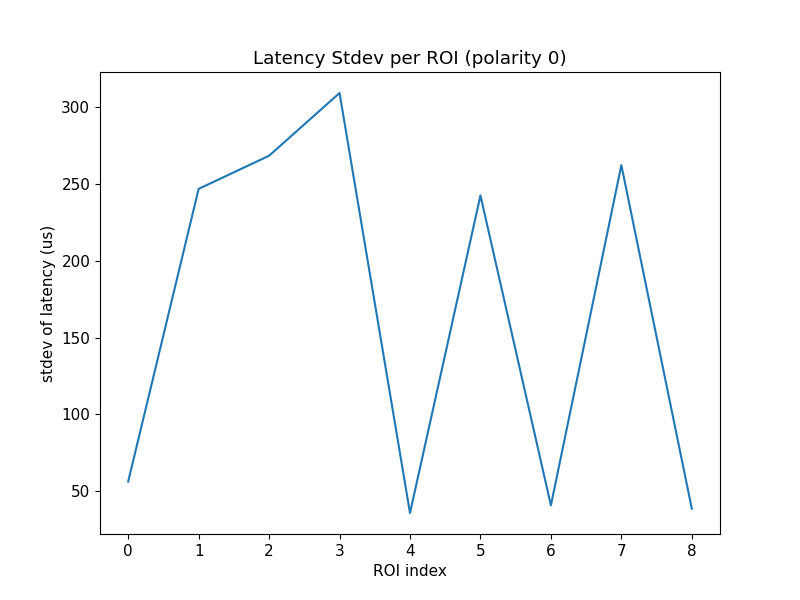 Latency Stdev per ROI (polarity 0)
300
250
200
150
100
50
stdev of latency (us)
0 1 2 3 4 5 6 7 8
ROI index